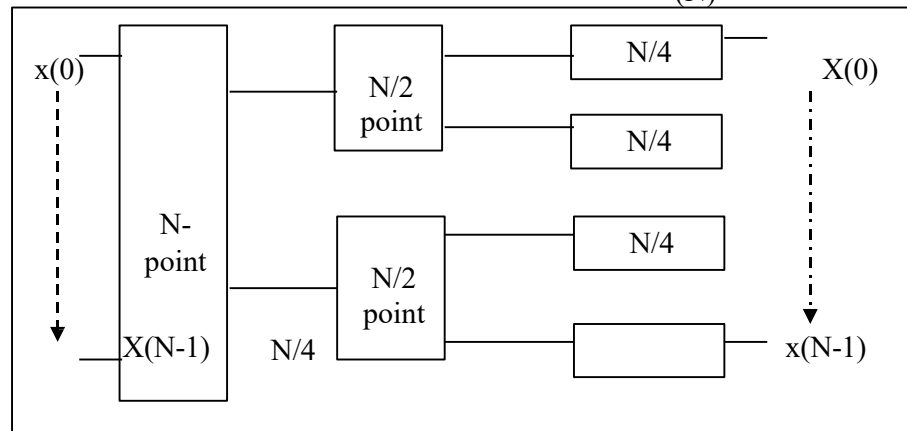 x(0)
N-
point
X(N-1)
N/4
N/2
point
N/2
point
N/4
N/4
N/4
X(0)
x(N-1)